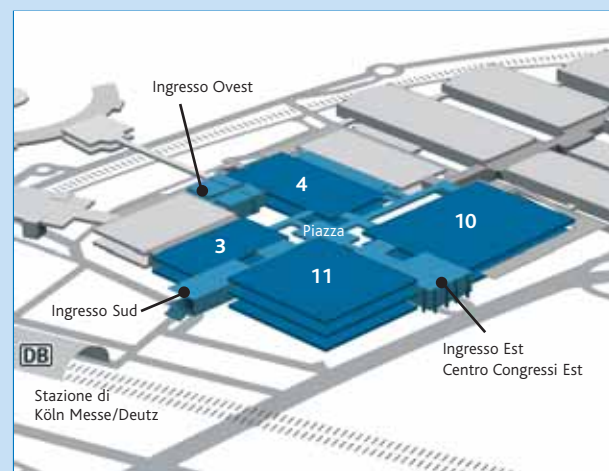 Ingresso Ovest
4
10
Piazza
3
11
Ingresso Sud
Ingresso Est
Centro Congressi Est
DB
Stazione di
Köln Messe/Deutz